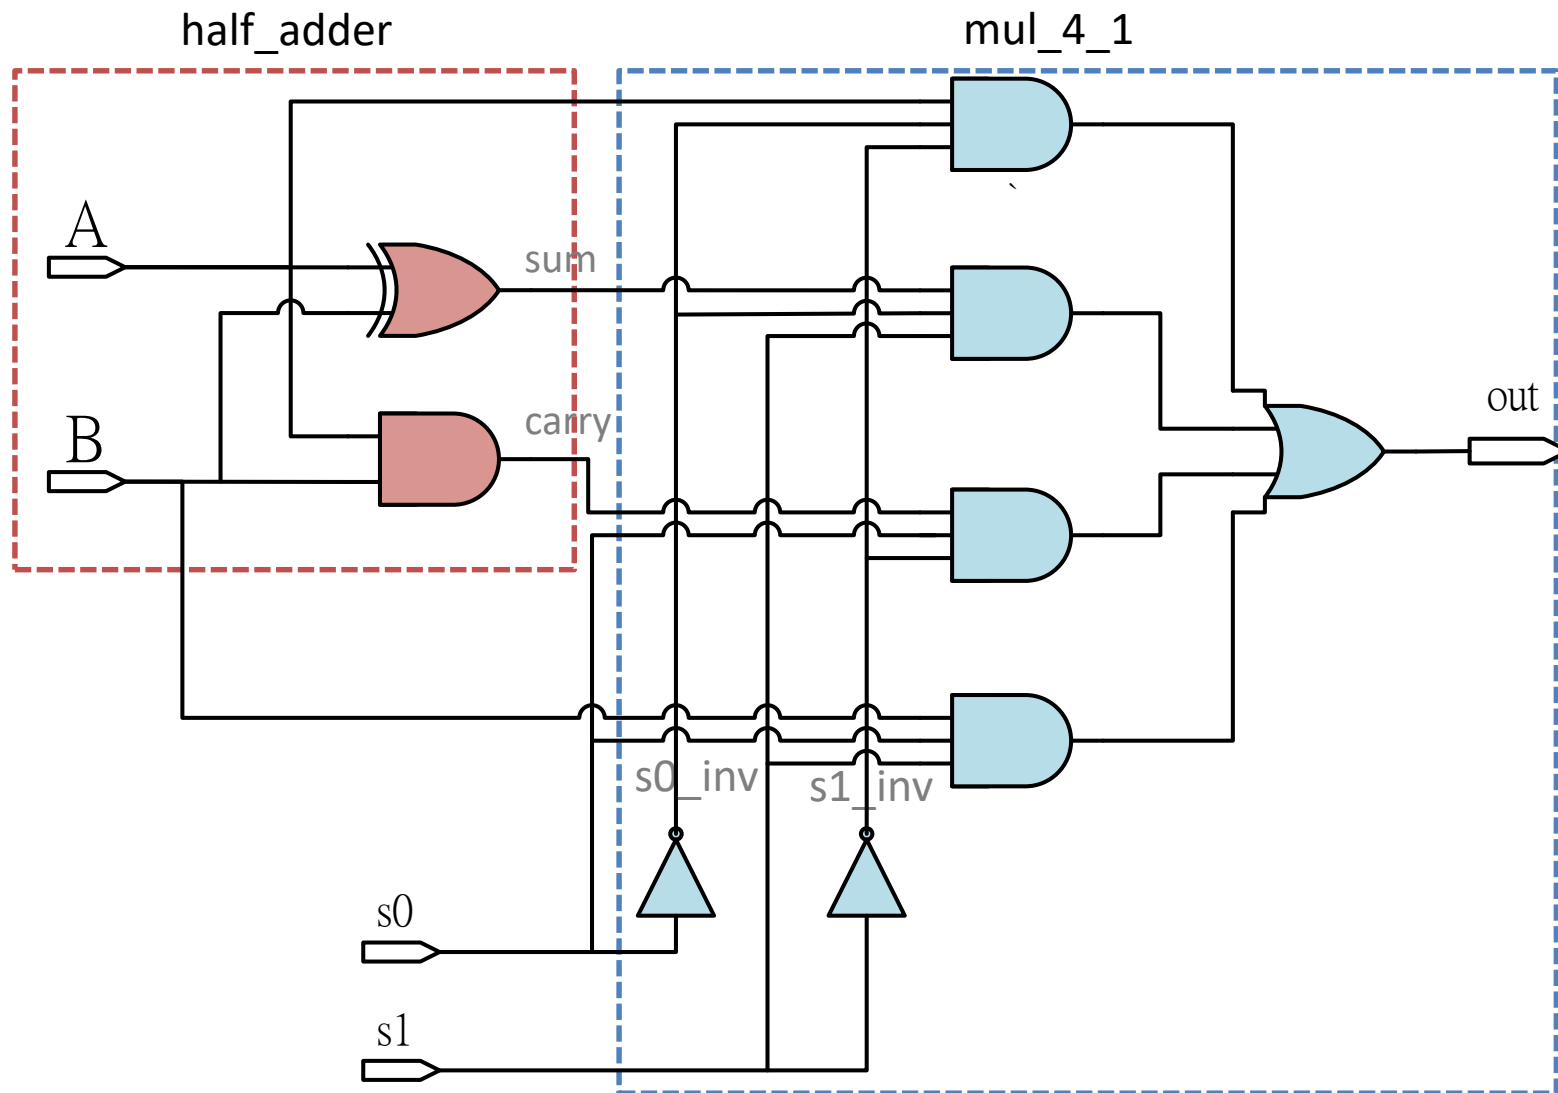 half_adder
mul_4_1
`
A
sum
B
carry
out
s0_inv
s1_inv
s0
s1